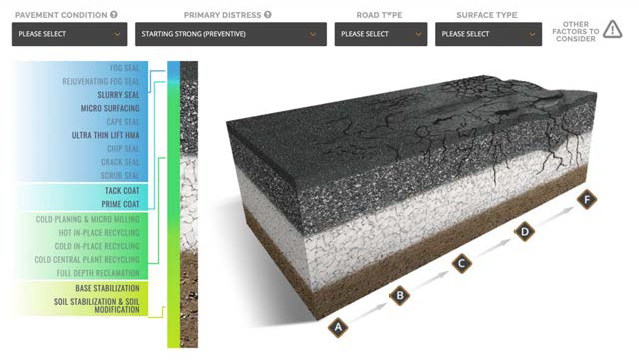 PAVEMENT CONDITION ?
PRIMARY DISTRESS ?
ROAD TYPE
SURFACE TYPE
PLEASE SELECT
STARTING STRONG (PREVENTIVE)
PLEASE SELECT
PLEASE SELECT
OTHER
FACTORS TO
CONSIDER
FOG SEAL
REJUVENATING FOG SEAL
SLURRY SEAL
MICRO SURFACING
CAPE SEAL
ULTRA THIN LIFT HMA
CHIP SEAL
CRACK SEAL
SCRUB SEAL
TACK COAT
PRIME COAT
COLD PLANING & MICRO MILLING
HOT IN-PLACE RECYCLING
COLD IN-PLACE RECYCLING
COLD CENTRAL PLANT RECYCLING
FULL DEPTH RECLAMATION
BASE STABILIZATION
SOIL STABILIZATION & SOIL
MODIFICATION
F
D
C
B
A